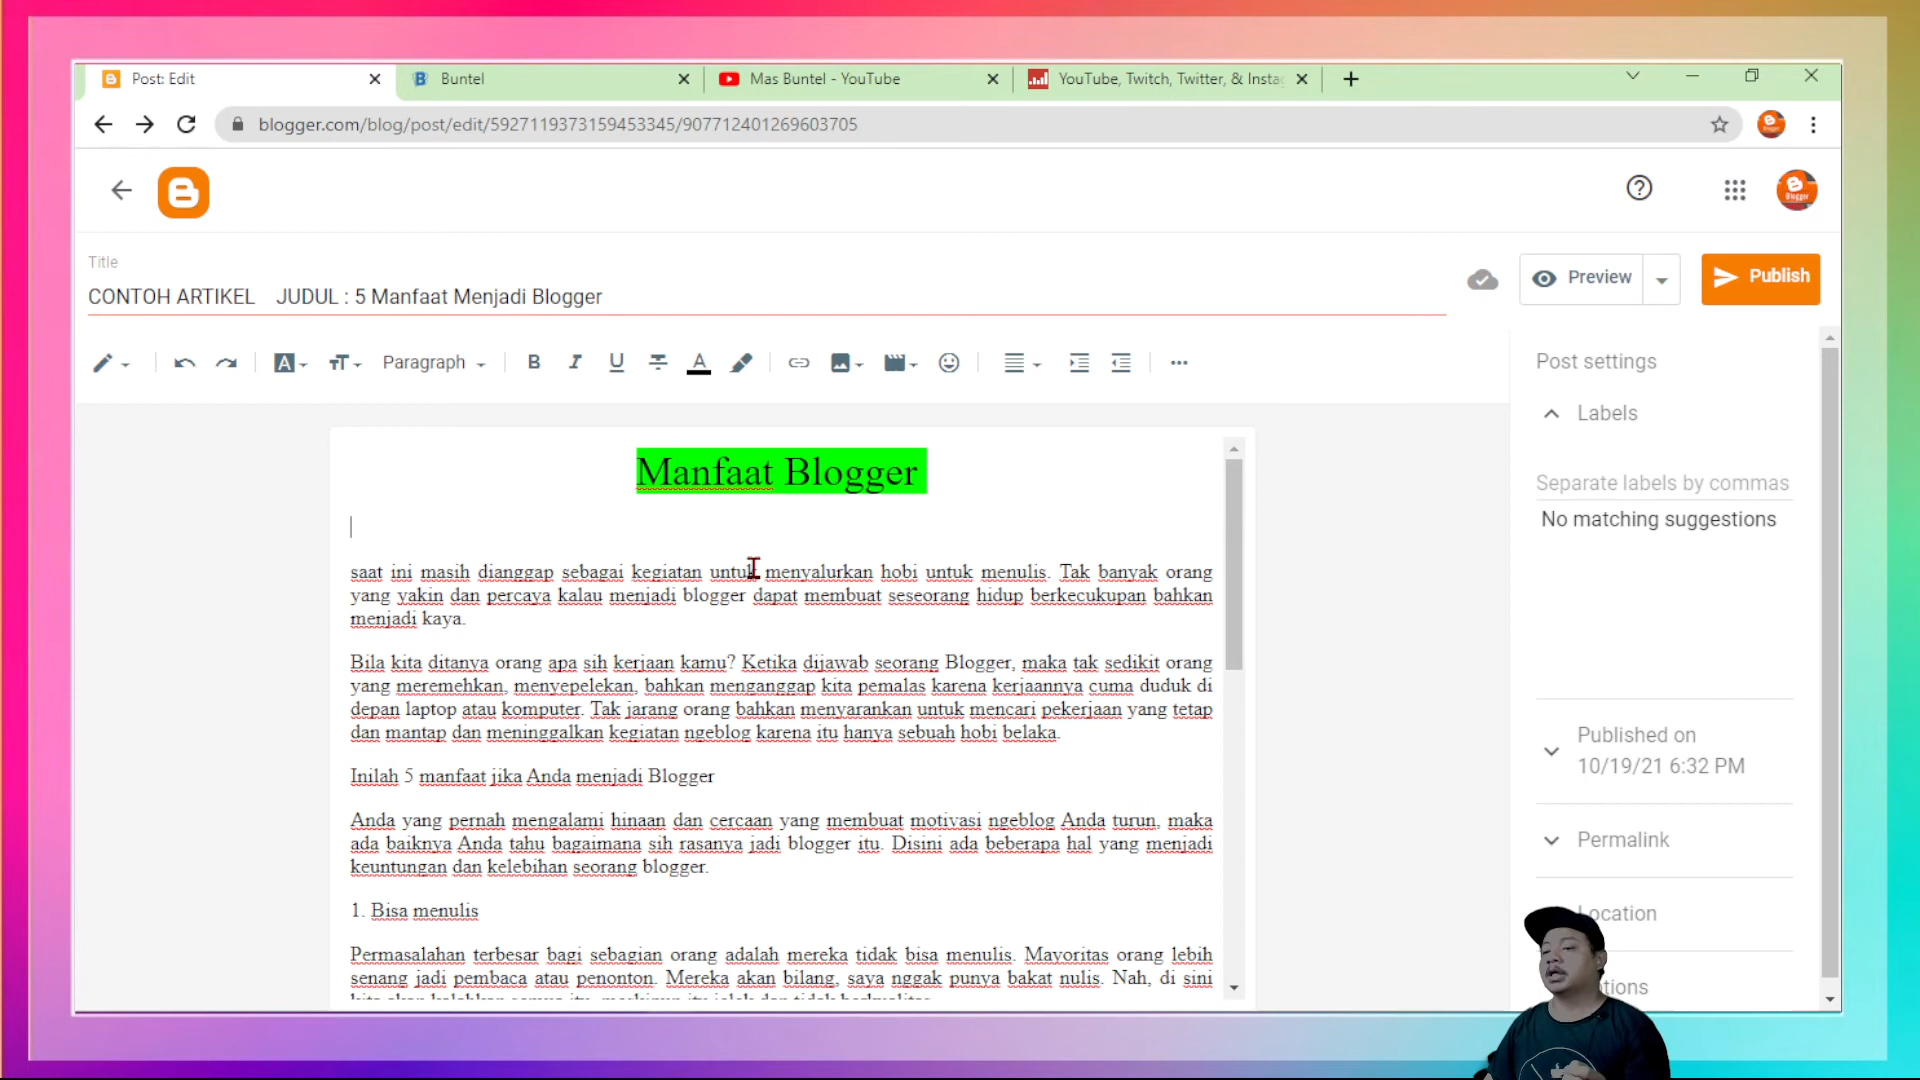 Post: Edit
Buntel
Mas Buntel - YouTube
YouTube, Twitch, Twitter, & Insta
blogger.com/blog/post/edit/5927119373159453345/907712401269603705
Title
CONTOH ARTIKEL JUDUL : 5 Manfaat Menjadi Blogger
Preview
Publish
Paragraph
Post settings
Labels
Separate labels by commas
No matching suggestions
Published on
10/19/21 6:32 PM
Permalink
Location
Manfaat Blogger
saat ini masih dianggap sebagai kegiatan untuk menyalurkan hobi untuk menulis. Tak banyak orang
yang yakin dan percaya kalau menjadi blogger dapat membuat seseorang hidup berkecukupan bahkan
menjadi kaya.
Bila kita ditanya orang apa sih kerjaan kamu? Ketika dijawab seorang Blogger, maka tak sedikit orang
yang meremehkan, menyepelekan, bahkan menganggap kita pemalas karena kerjaannya cuma duduk di
depan laptop atau komputer. Tak jarang orang bahkan menyarankan untuk mencari pekerjaan yang tetap
dan mantap dan meninggalkan kegiatan ngeblog karena itu hanya sebuah hobi belaka.
Inilah 5 manfaat jika Anda menjadi Blogger
Anda yang pernah mengalami hinaan dan cercaan yang membuat motivasi ngeblog Anda turun, maka
ada baiknya Anda tahu bagaimana sih rasanya jadi blogger itu. Disini ada beberapa hal yang menjadi
keuntungan dan kelebihan seorang blogger.
1. Bisa menulis
Permasalahan terbesar bagi sebagian orang adalah mereka tidak bisa menulis. Mayoritas orang lebih
senang jadi pembaca atau penonton. Mereka akan bilang, saya nggak punya bakat nulis. Nah, di sini